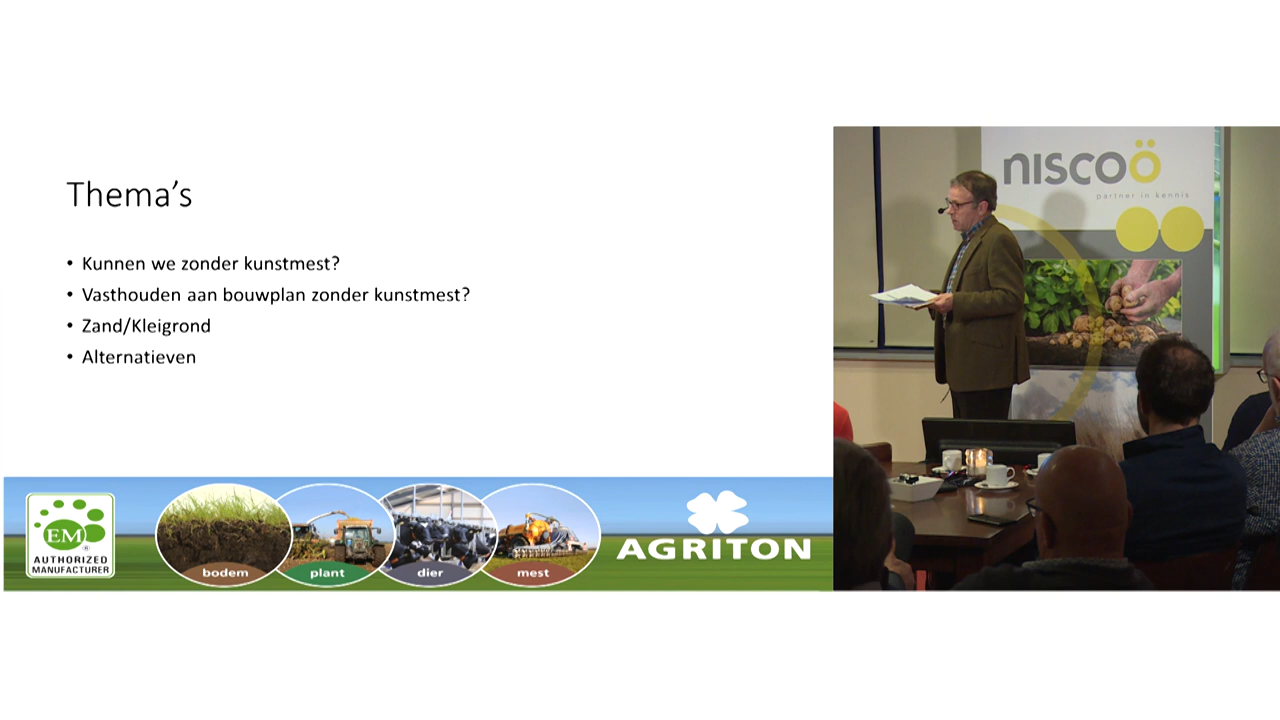 Thema’s
• Kunnen we zonder kunstmest?
• Vasthouden aan bouwplan zonder kunstmest?
• Zand/Kleigrond
• Alternatieven
EM®
AUTHORIZED
MANUFACTURER
bodem
plant
dier
mest
AGRITON
niscoö
partner in kennis